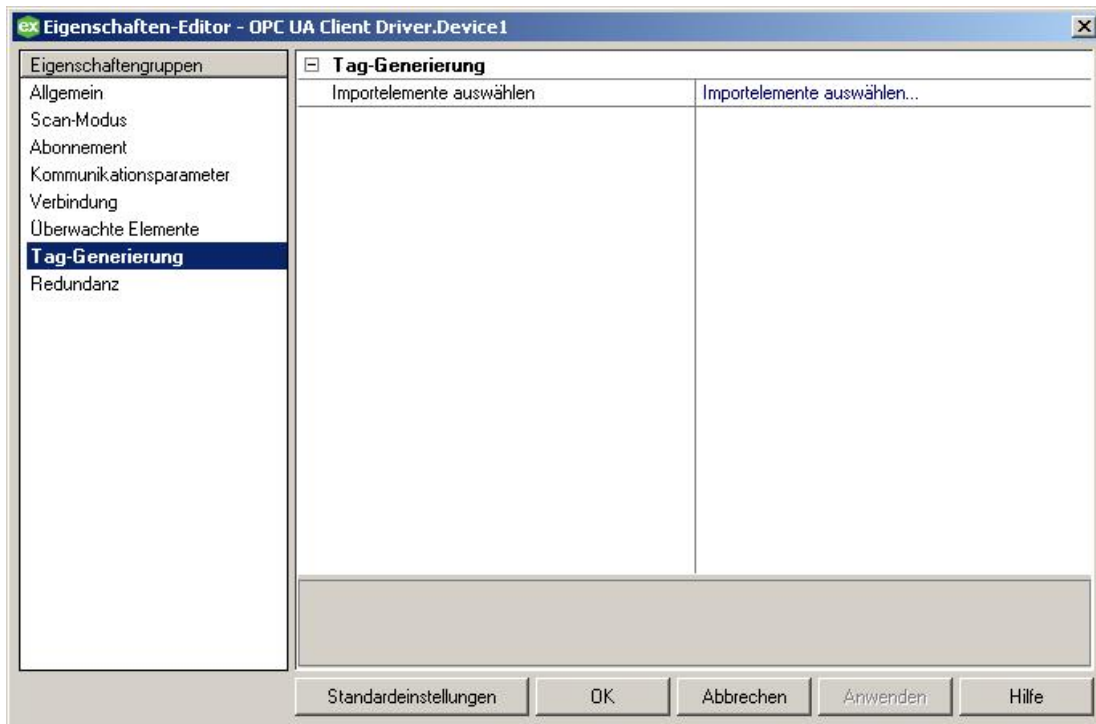 ex Eigenschaften-Editor - OPC UA Client Driver.Device1
Eigenschaftengruppen
Allgemein
Scan-Modus
Abonnement
Kommunikationsparameter
Verbindung
Überwachte Elemente
Tag-Generierung
Redundanz
Tag-Generierung
Importelemente auswählen Importelemente auswählen...
Standardeinstellungen OK Abbrechen Anwenden Hilfe